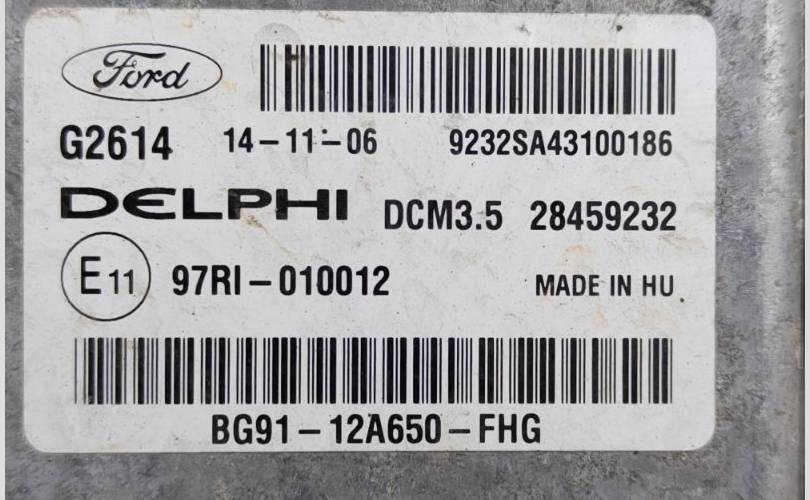 Ford
G2614 14-11-06 9232SA43100186
DELPHI DCM3.5 28459232
E11 97RI-010012 MADE IN HU
BG91-12A650-FHG